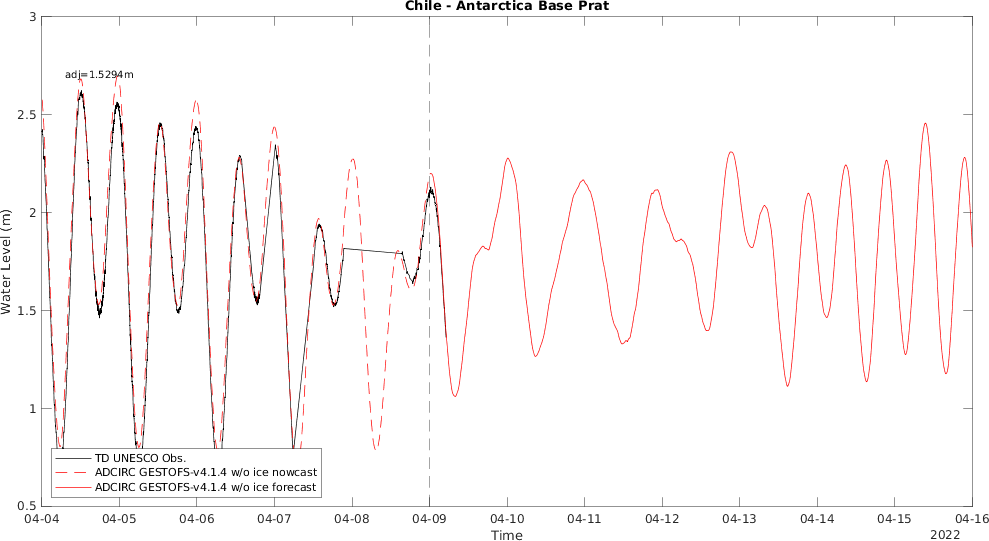 Chile - Antarctica Base Prat
3
adj=1.5294m
2.5
2
1.5
1
0.5
Water Level (m)
TD UNESCO Obs.
ADCIRC GESTOFS-v4.1.4 w/o ice nowcast
ADCIRC GESTOFS-v4.1.4 w/o ice forecast
04-04 04-05 04-06 04-07 04-08 04-09 04-10 04-11 04-12 04-13 04-14 04-15 04-16
Time
2022